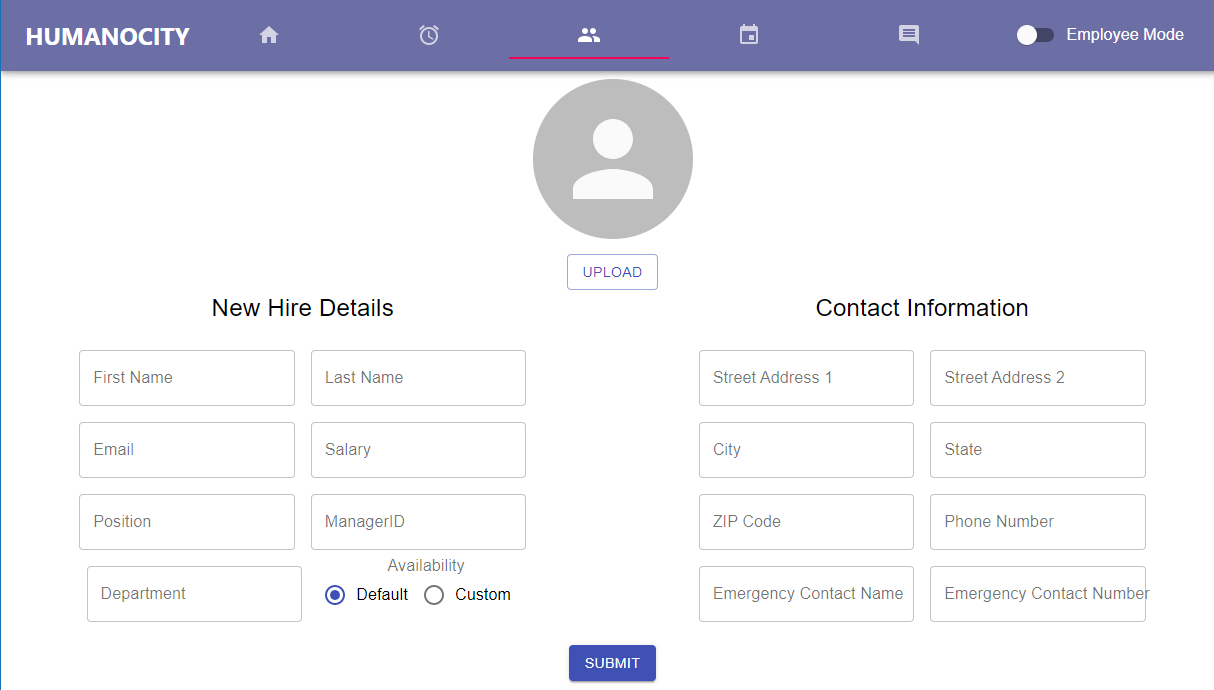 HUMANOCITY
Employee Mode
UPLOAD
New Hire Details
Contact Information
First Name
Last Name
Street Address 1
Street Address 2
Email
Salary
City
State
Position
ManagerID
ZIP Code
Phone Number
Availability
Department
Default
Custom
Emergency Contact Name
Emergency Contact Number
SUBMIT